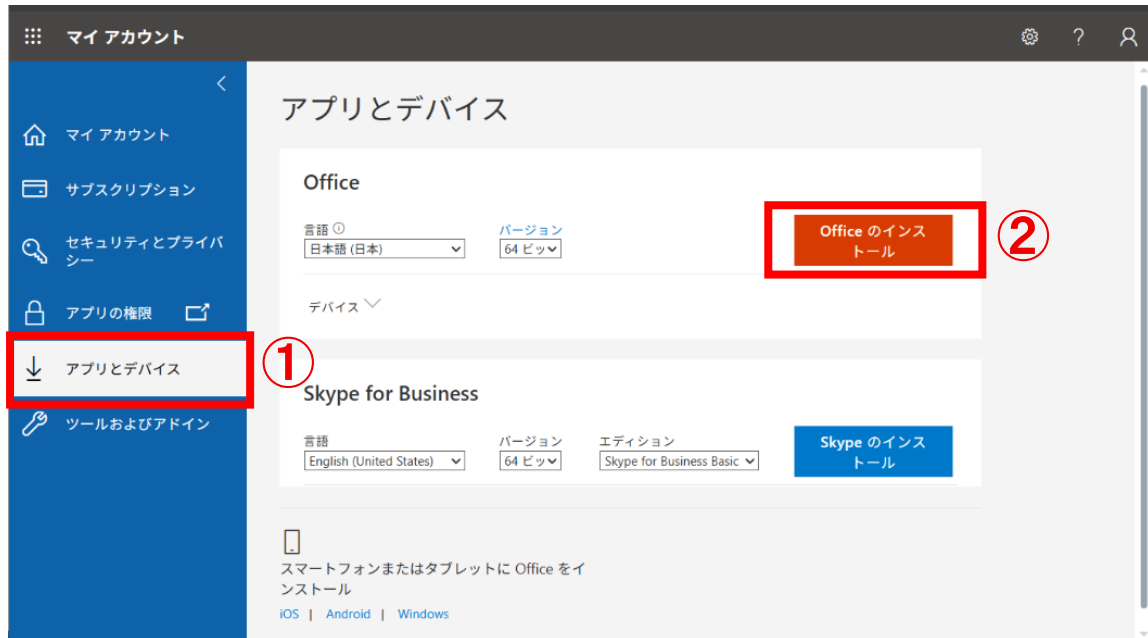 マイ アカウント
?
マイ アカウント
サブスクリプション
セキュリティとプライバ
シー
アプリの権限
アプリとデバイス
①
ツールおよびアドイン
アプリとデバイス
Office
言語
バージョン
日本語 (日本)
64 ビッ
Office のインス
トール
②
デバイス
Skype for Business
言語
バージョン
エディション
English (United States)
64 ビッ
Skype for Business Basic
Skype のインス
トール
スマートフォンまたはタブレットに Office をイ
ンストール
iOS | Android | Windows